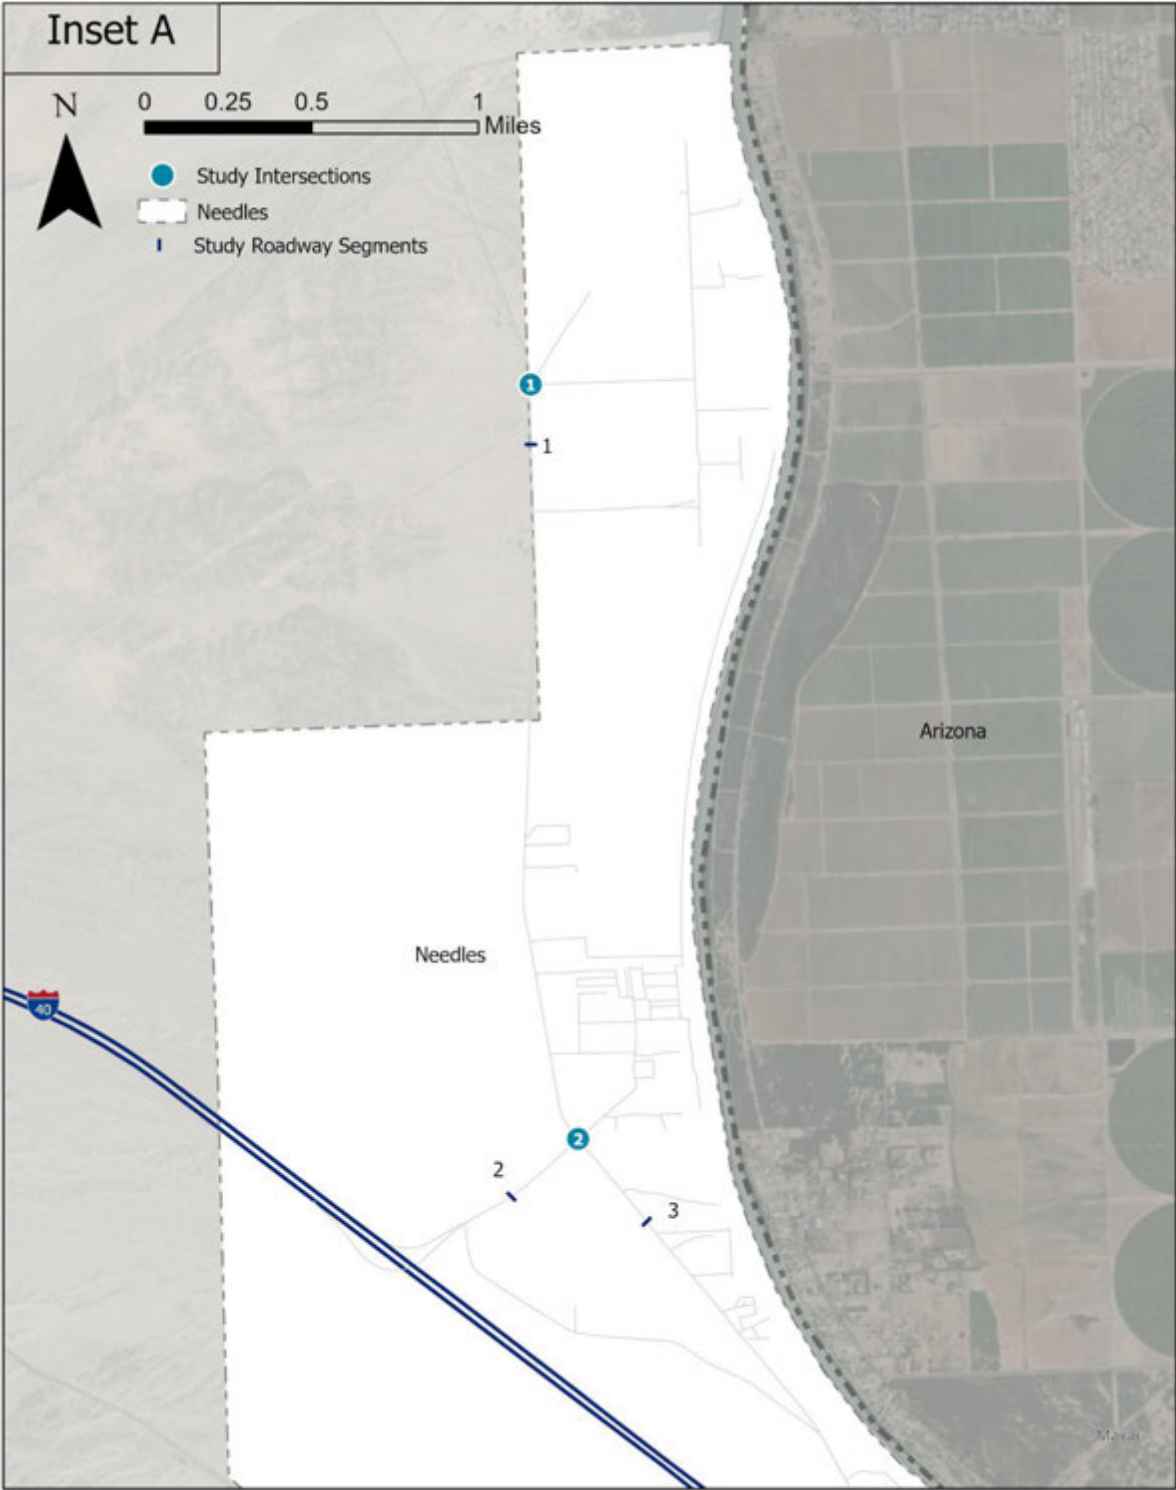 Inset A
N
0 0.25 0.5 1
Miles
Study Intersections
Needles
Study Roadway Segments
1
1
Arizona
Needles
40
2
2
3
Maxar